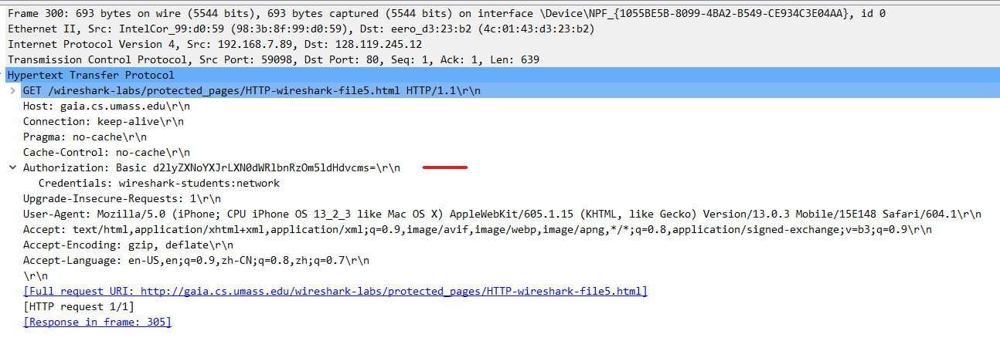 Frame 300: 693 bytes on wire (5544 bits), 693 bytes captured (5544 bits) on interface \Device\NPF_{1055BE5B-8099-4BA2-B549-CE934C3E04AA}, id 0
Ethernet II, Src: IntelCor_99:d0:59 (98:3b:8f:99:d0:59), Dst: eero_d3:23:b2 (4c:01:43:d3:23:b2)
Internet Protocol Version 4, Src: 192.168.7.89, Dst: 128.119.245.12
Transmission Control Protocol, Src Port: 59098, Dst Port: 80, Seq: 1, Ack: 1, Len: 639
Hypertext Transfer Protocol
GET /wireshark-labs/protected_pages/HTTP-wireshark-file5.html HTTP/1.1\r\n
Host: gaia.cs.umass.edu\r\n
Connection: keep-alive\r\n
Pragma: no-cache\r\n
Cache-Control: no-cache\r\n
Authorization: Basic d2lyZXNoYXJrLXN0dWRlbnRzOm5ldHdvcms=\r\n
Credentials: wireshark-students:network
Upgrade-Insecure-Requests: 1\r\n
User-Agent: Mozilla/5.0 (iPhone; CPU iPhone OS 13_2_3 like Mac OS X) AppleWebKit/605.1.15 (KHTML, like Gecko) Version/13.0.3 Mobile/15E148 Safari/604.1\r\n
Accept: text/html,application/xhtml+xml,application/xml;q=0.9,image/avif,image/webp,image/apng,*/*;q=0.8,application/signed-exchange;v=b3;q=0.9\r\n
Accept-Encoding: gzip, deflate\r\n
Accept-Language: en-US,en;q=0.9,zh-CN;q=0.8,zh;q=0.7\r\n
\r\n
[Full request URI: http://gaia.cs.umass.edu/wireshark-labs/protected_pages/HTTP-wireshark-file5.html]
[HTTP request 1/1]
[Response in frame: 305]